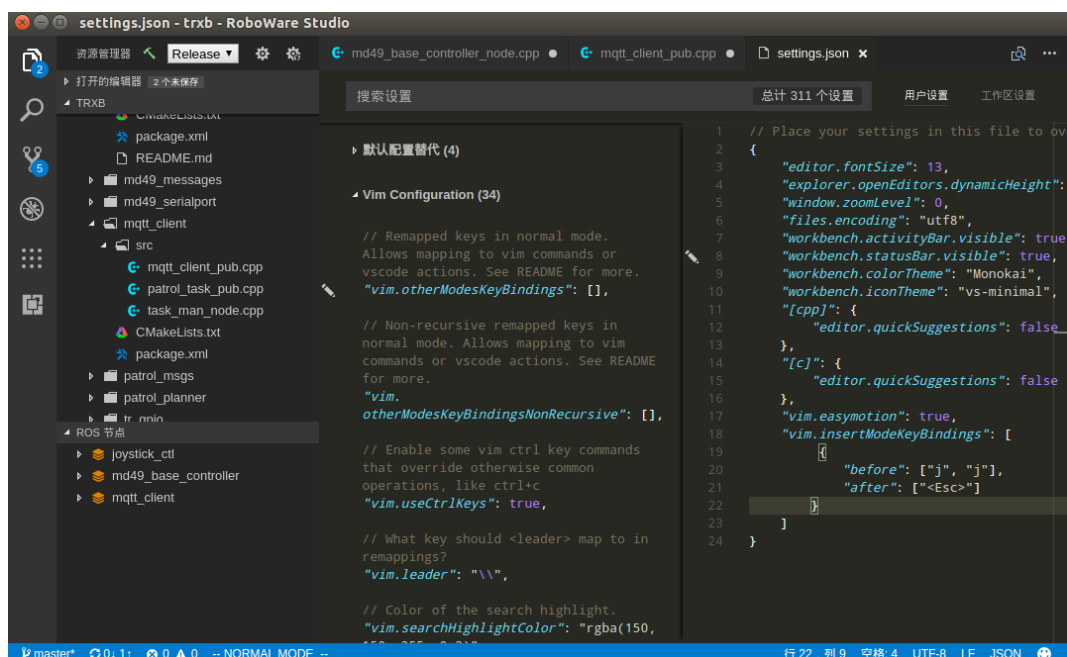 settings.json - trxb - RoboWare Studio
资源管理器 Release
md49_base_controller_node.cpp
mqtt_client_pub.cpp
settings.json
2
打开的编辑器 2 个未保存
TRXB
CMakeLists.txt
package.xml
README.md
md49_messages
md49_serialport
mqtt_client
src
mqtt_client_pub.cpp
patrol_task_pub.cpp
task_man_node.cpp
CMakeLists.txt
package.xml
patrol_msgs
patrol_planner
tr_gpio
5
ROS 节点
joystick_ctl
md49_base_controller
mqtt_client
搜索设置
总计 311 个设置
用户设置
工作区设置
默认配置替代 (4)
Vim Configuration (34)
// Remapped keys in normal mode.
Allows mapping to vim commands or
vscode actions. See README for more.
"vim.otherModesKeyBindings": [],
// Non-recursive remapped keys in
normal mode. Allows mapping to vim
commands or vscode actions. See README
for more.
"vim.
otherModesKeyBindingsNonRecursive": [],
// Enable some vim ctrl key commands
that override otherwise common
operations, like ctrl+c
"vim.useCtrlKeys": true,
// What key should <leader> map to in
remappings?
"vim.leader": "\\",
// Color of the search highlight.
"vim.searchHighlightColor": "rgba(150,
1 // Place your settings in this file to ov
2 {
3 "editor.fontSize": 13,
4 "explorer.openEditors.dynamicHeight":
5 "window.zoomLevel": 0,
6 "files.encoding": "utf8",
7 "workbench.activityBar.visible": true
8 "workbench.statusBar.visible": true,
9 "workbench.colorTheme": "Monokai",
10 "workbench.iconTheme": "vs-minimal",
11 "[cpp]": {
12 "editor.quickSuggestions": false
13 },
14 "[c]": {
15 "editor.quickSuggestions": false
16 },
17 "vim.easymotion": true,
18 "vim.insertModeKeyBindings": [
19 {
20 "before": ["j", "j"],
21 "after": ["<Esc>"]
22 }
23 ]
24 }
master* 0↓ 1↑ 0 0 -- NORMAL MODE --
行 22, 列 9 空格: 4 UTF-8 LF JSON